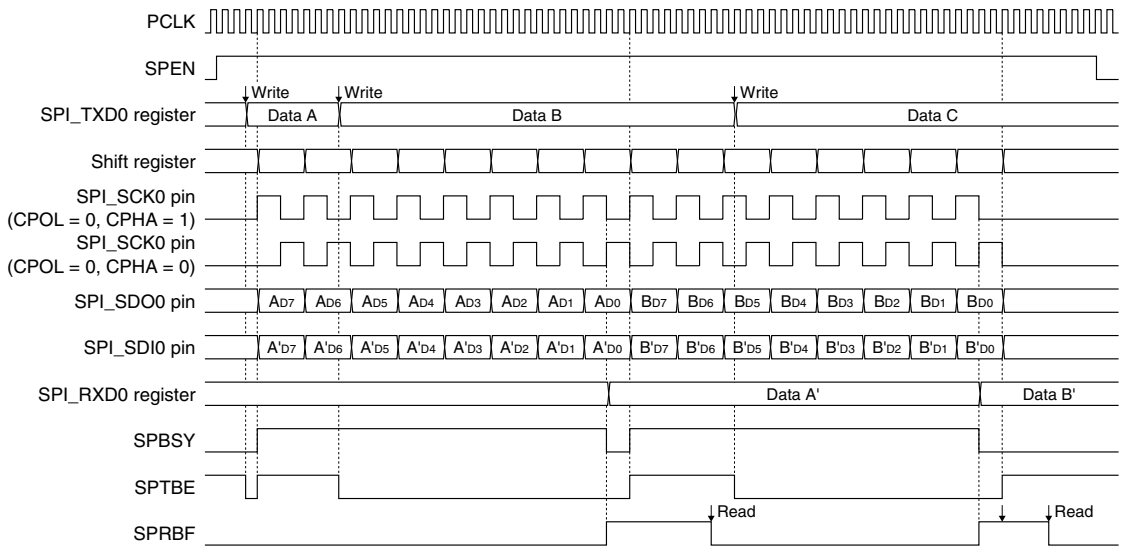 PCLK
SPEN
Write Write Write
SPI_TXD0 register Data A Data B Data C
Shift register
SPI_SCK0 pin
(CPOL = 0, CPHA = 1)
SPI_SCK0 pin
(CPOL = 0, CPHA = 0)
SPI_SDO0 pin AD7 AD6 AD5 AD4 AD3 AD2 AD1 AD0 BD7 BD6 BD5 BD4 BD3 BD2 BD1 BD0
SPI_SDI0 pin A'D7 A'D6 A'D5 A'D4 A'D3 A'D2 A'D1 A'D0 B'D7 B'D6 B'D5 B'D4 B'D3 B'D2 B'D1 B'D0
SPI_RXD0 register Data A' Data B'
SPBSY
SPTBE
Read Read
SPRBF